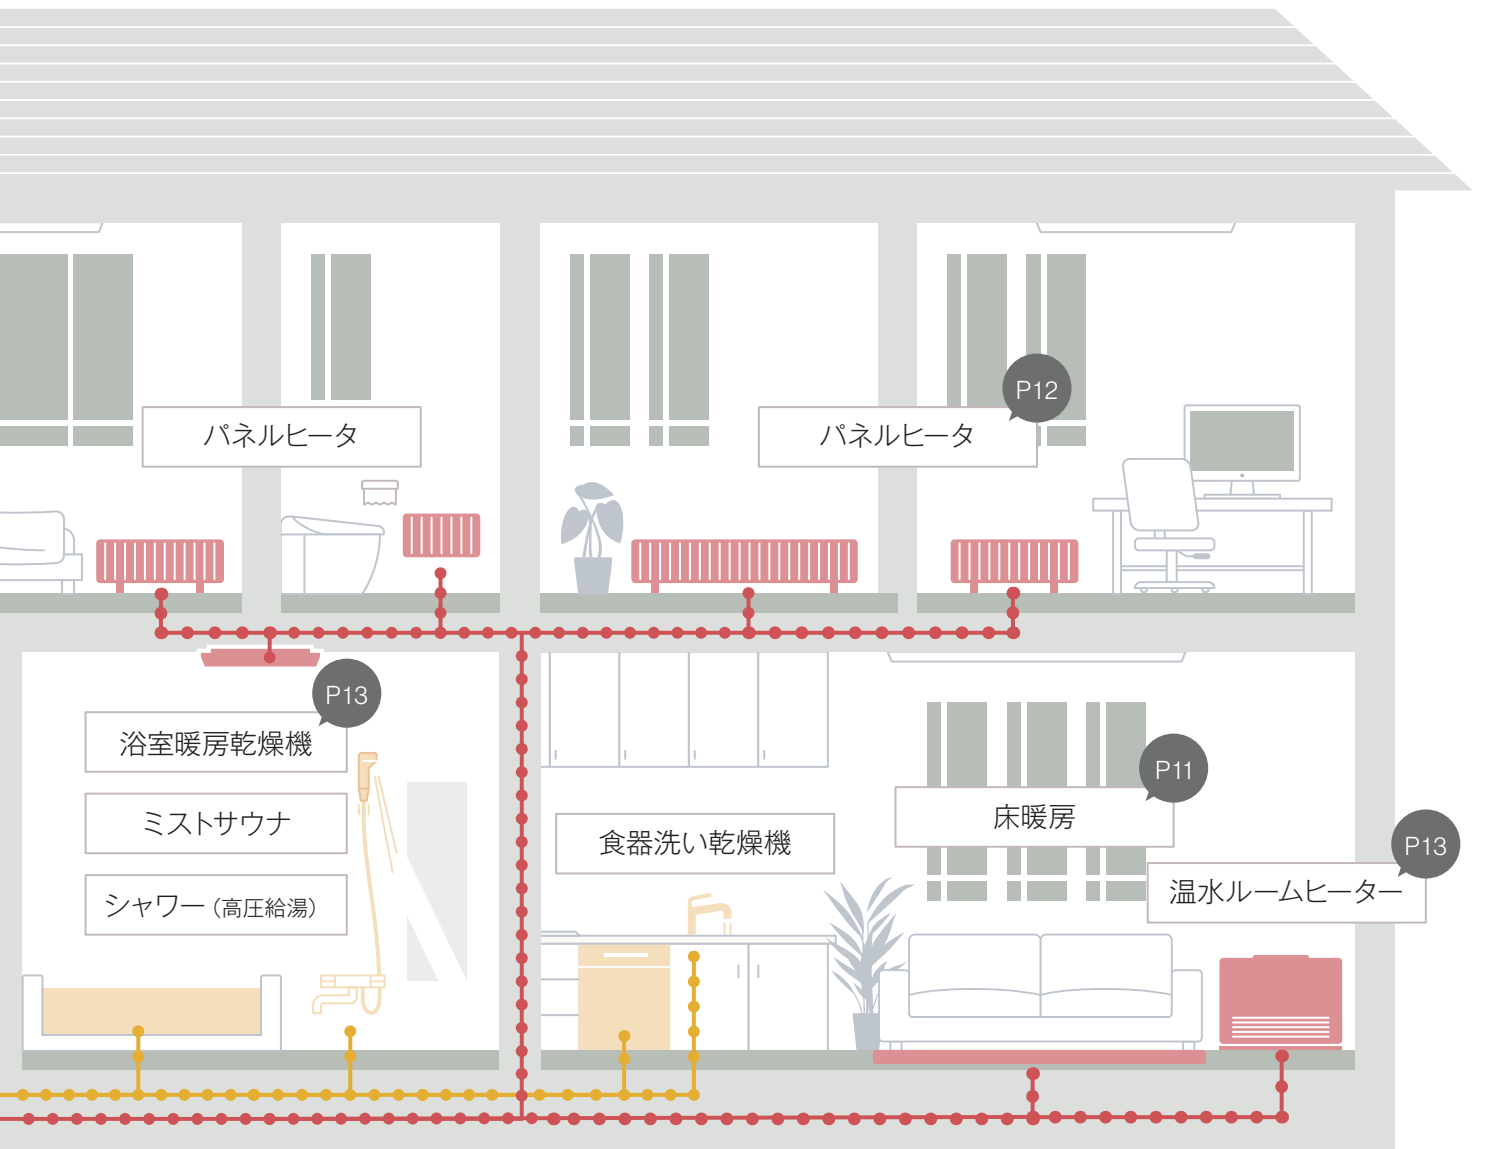 P12
パネルヒータ
パネルヒータ
P13
浴室暖房乾燥機
ミストサウナ
シャワー（高圧給湯）
食器洗い乾燥機
P11
床暖房
P13
温水ルームヒーター